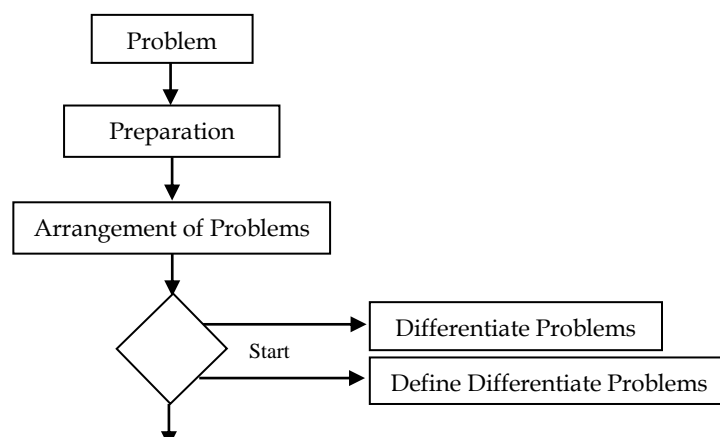 Problem
Preparation
Arrangement of Problems
Differentiate Problems
Start
Define Differentiate Problems